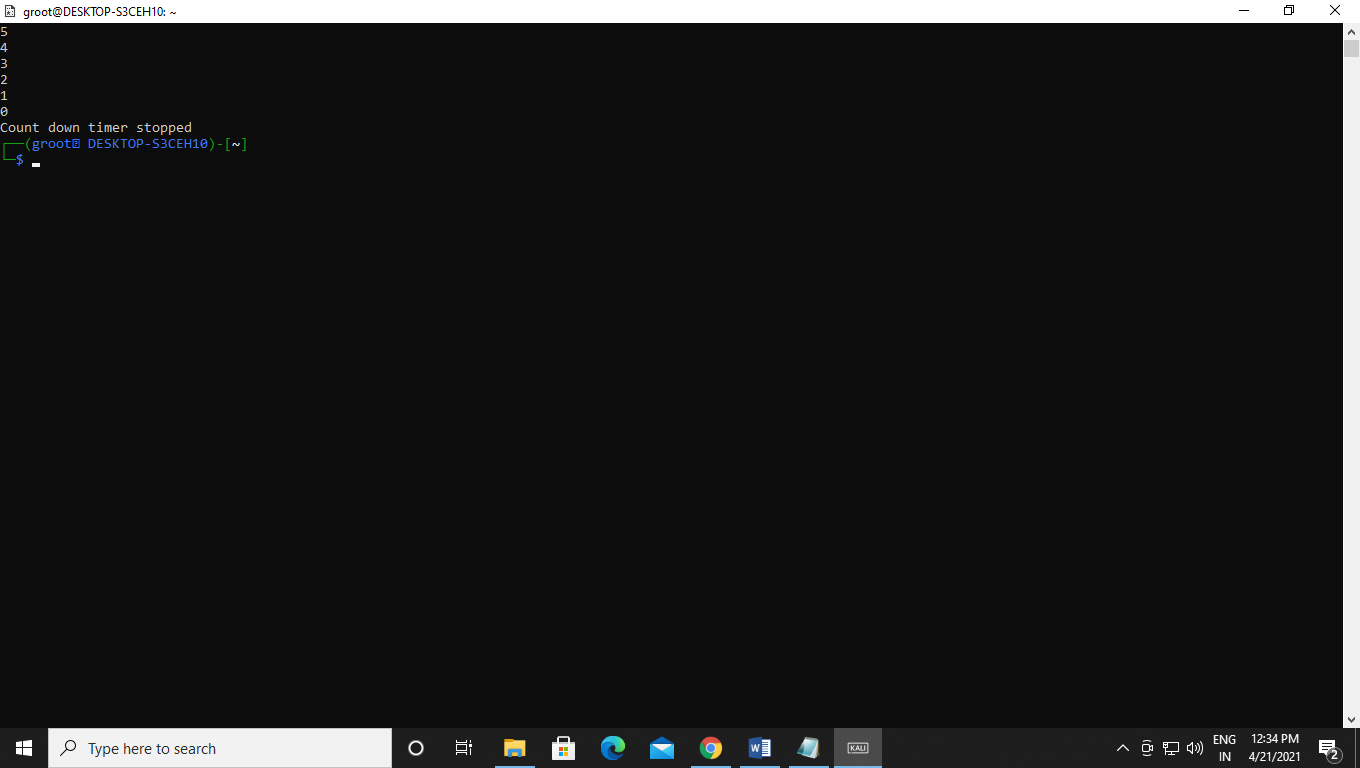 groot@DESKTOP-S3CEH10: ~
5
4
3
2
1
0
Count down timer stopped
┌──(groot DESKTOP-S3CEH10)-[~]
└─$
Type here to search
KALI
ENG
IN
12:34 PM
4/21/2021
2